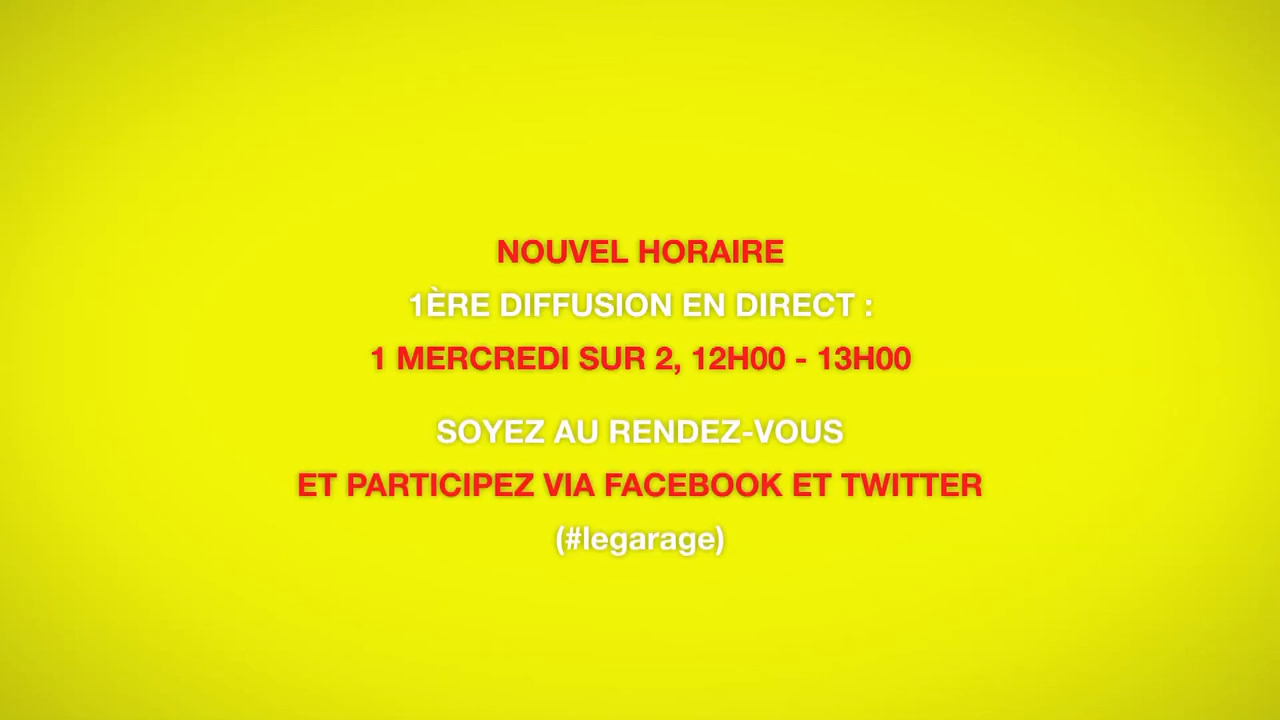 NOUVEL HORAIRE
1ÈRE DIFFUSION EN DIRECT :
1 MERCREDI SUR 2, 12H00 - 13H00
SOYEZ AU RENDEZ-VOUS
ET PARTICIPEZ VIA FACEBOOK ET TWITTER
(#legarage)